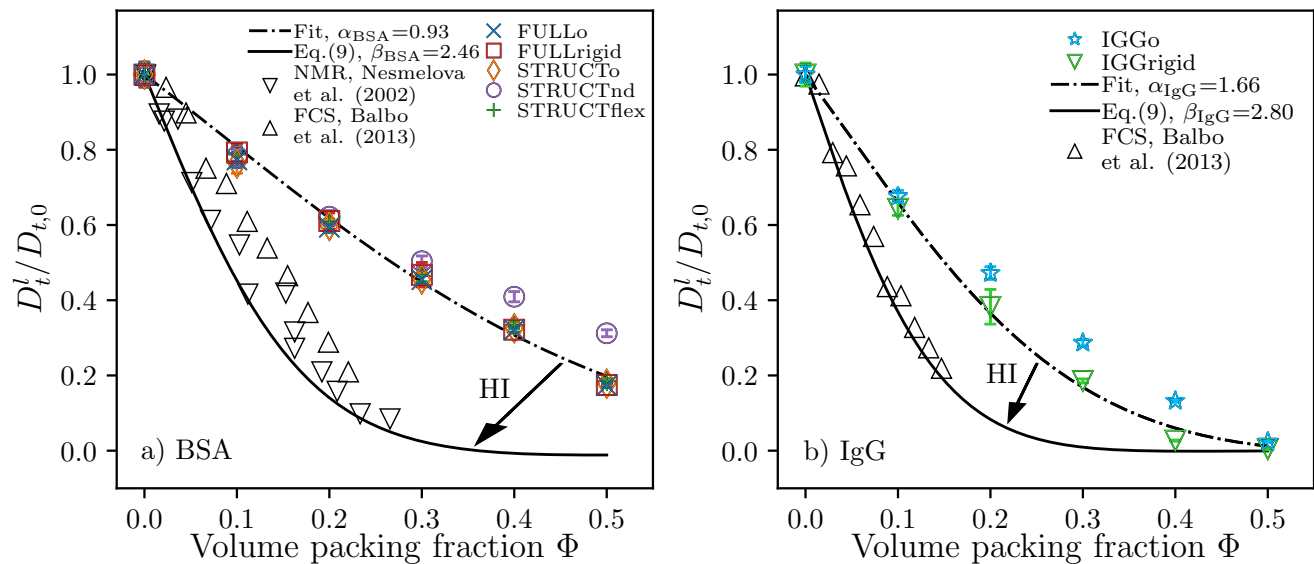 Fit, αBSA=0.93
Eq.(9), βBSA=2.46
NMR, Nesmelova
et al. (2002)
FCS, Balbo
et al. (2013)
FULLo
FULLrigid
STRUCTo
STRUCTnd
STRUCTflex
1.0
0.8
0.6
0.4
0.2
0.0
D_t^l/D_{t,0}
HI
a) BSA
0.0 0.1 0.2 0.3 0.4 0.5
Volume packing fraction Φ
IGGo
IGGrigid
Fit, αIgG=1.66
Eq.(9), βIgG=2.80
FCS, Balbo
et al. (2013)
1.0
0.8
0.6
0.4
0.2
0.0
D_t^l/D_{t,0}
HI
b) IgG
0.0 0.1 0.2 0.3 0.4 0.5
Volume packing fraction Φ